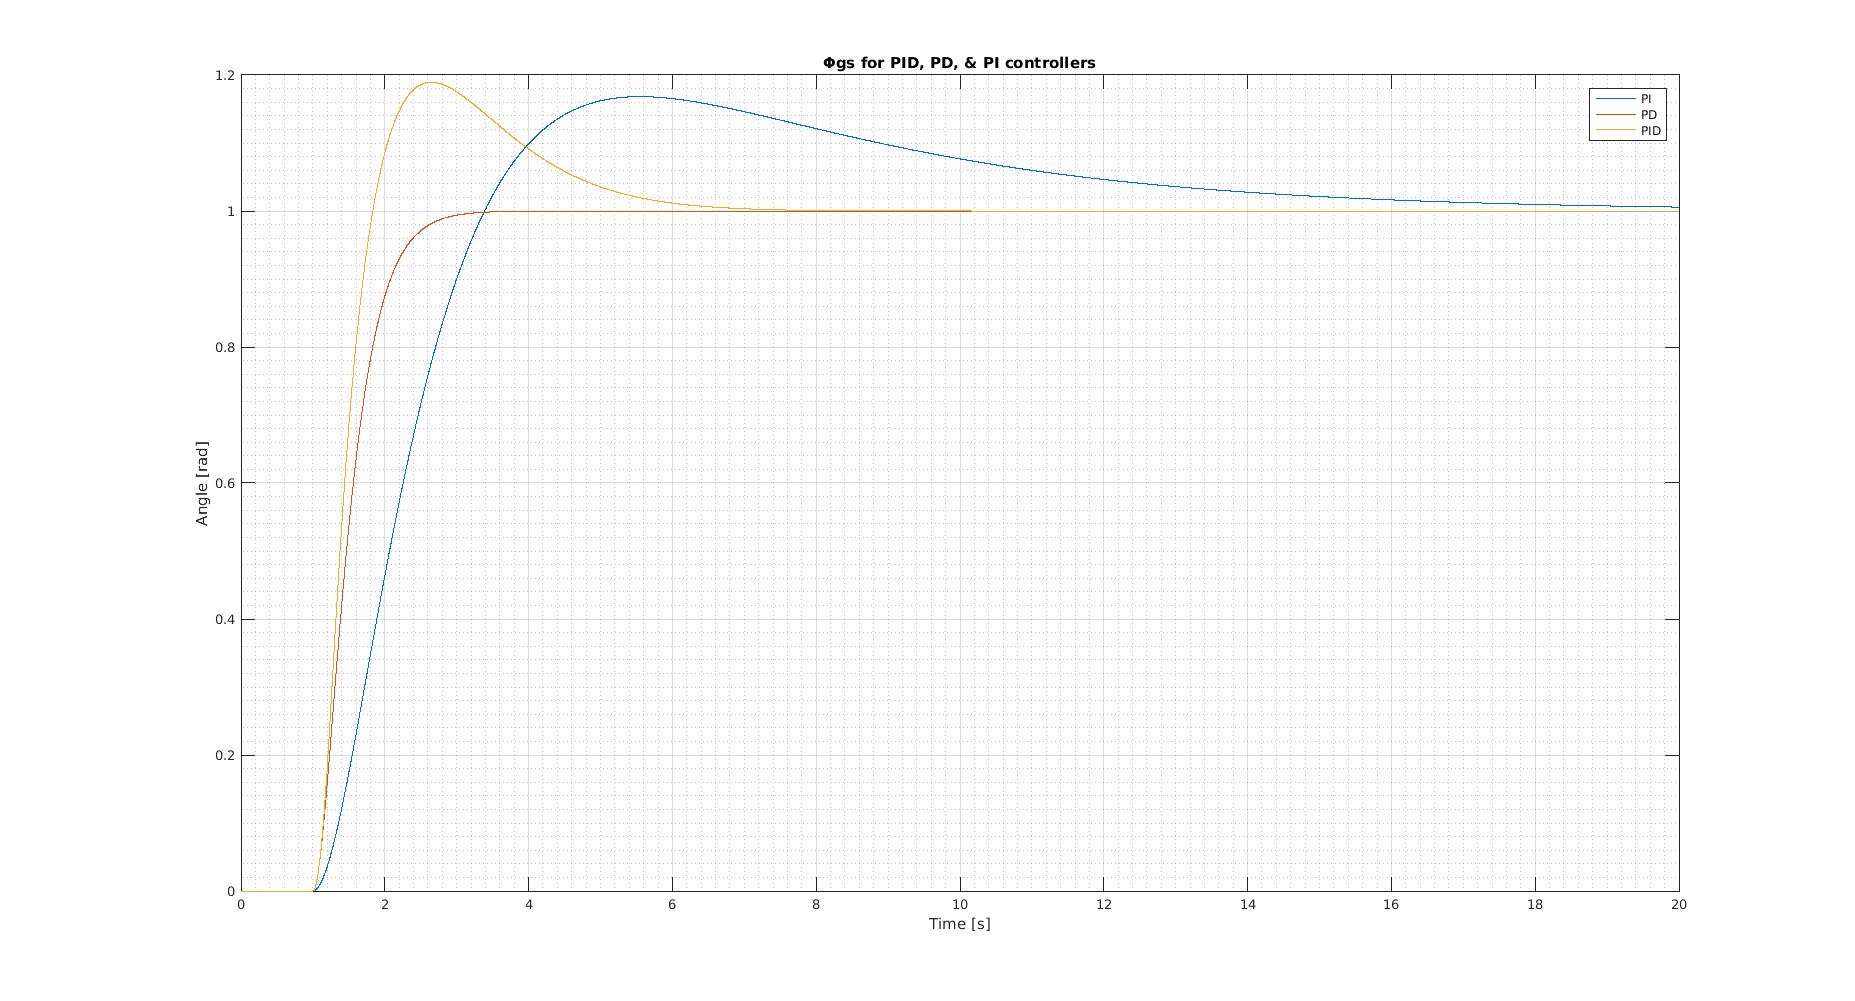 Φgs for PID, PD, & PI controllers
1.2
1
0.8
0.6
0.4
0.2
0
Angle [rad]
PI
PD
PID
0 2 4 6 8 10 12 14 16 18 20
Time [s]